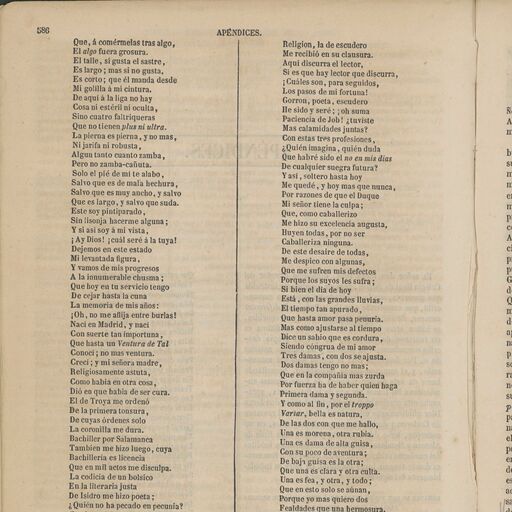 586
APÉNDICES.
Que, á comérmelas tras algo,
El algo fuera grosura.
El talle, si gusta el sastre,
Es largo; mas si no gusta,
Es corto; que él manda desde
Mi golilla á mi cintura.
De aquí á la liga no hay
Cosa ni estéril ni oculta,
Sino cuatro faltriqueras
Que no tienen plus ni ultra.
La pierna es pierna, y no mas,
Ni jarifa ni robusta,
Algun tanto cuanto zamba,
Pero no zamba-cañuta.
Solo el pié de mi te alabo,
Salvo que es de mala hechura,
Salvo que es muy ancho, y salvo
Que es largo, y salvo que suda.
Este soy pintiparado,
Sin lisonja hacerme alguna;
Y si asi soy á mi vista,
¡Ay Dios! ¡cuál seré á la tuya!
Dejemos en este estado
Mi levantada figura,
Y vamos de mis progresos
A la innumerable chusma;
Que hoy en tu servicio tengo
De cejar hasta la cuna
La memoria de mis años:
¡Oh, no me aflija entre burlas!
Nací en Madrid, y nací
Con suerte tan importuna,
Que hasta un Ventura de Tal
Conocí; no mas ventura.
Crecí; y mi señora madre,
Religiosamente astuta,
Como habia en otra cosa,
Dió en que habia de ser cura.
El de Troya me ordenó
De la primera tonsura,
De cuyas órdenes solo
La coronilla me dura.
Bachiller por Salamanca
Tambien me hizo luego, cuya
Bachillería es licencia
Que en mil actos me disculpa.
La codicia de un bolsico
En la literaria justa
De Isidro me hizo poeta;
¿Quién no ha pecado en pecunia?
Religion, la de escudero
Me recibió en su clausura.
Aquí discurra el lector,
Si es que hay lector que discurra,
¡Cuáles son, para seguidos,
Los pasos de mi fortuna!
Gorron, poeta, escudero
He sido y seré; ¡oh suma
Paciencia de Job! ¿tuviste
Mas calamidades juntas?
Con estas tres profesiones,
¿Quién imagina, quién duda
Que habré sido el no en mis dias
De cualquier suegra futura?
Y así, soltero hasta hoy
Me quedé, y hoy mas que nunca,
Por razones de que el Duque
Mi señor tiene la culpa;
Que, como caballerizo
Me hizo su excelencia augusta,
Huyen todas, por no ser
Caballeriza ninguna.
De este desaire de todas,
Me despico con algunas,
Que me sufren mis defectos
Porque los suyos les sufra;
Si bien el dia de hoy
Está, con las grandes lluvias,
El tiempo tan apurado,
Que hasta amor pasa penuria.
Mas como ajustarse al tiempo
Dice un sabio que es cordura,
Siendo cóngrua de mi amor
Tres damas, con dos se ajusta.
Dos damas tengo no mas;
Que en la compañía mas zurda
Por fuerza ha de haber quien haga
Primera dama y segunda.
Y como al fin, por el troppo
Variar, bella es natura,
De las dos con que me hallo,
Una es morena, otra rubia.
Una es dama de alta guisa,
Con su poco de aventura;
De baja guisa es la otra;
Que una es clara y otra culta.
Una es fea, y otra, y todo;
Que en esto solo se aúnan,
Porque yo mas quiero dos
Fealdades que una hermosura.